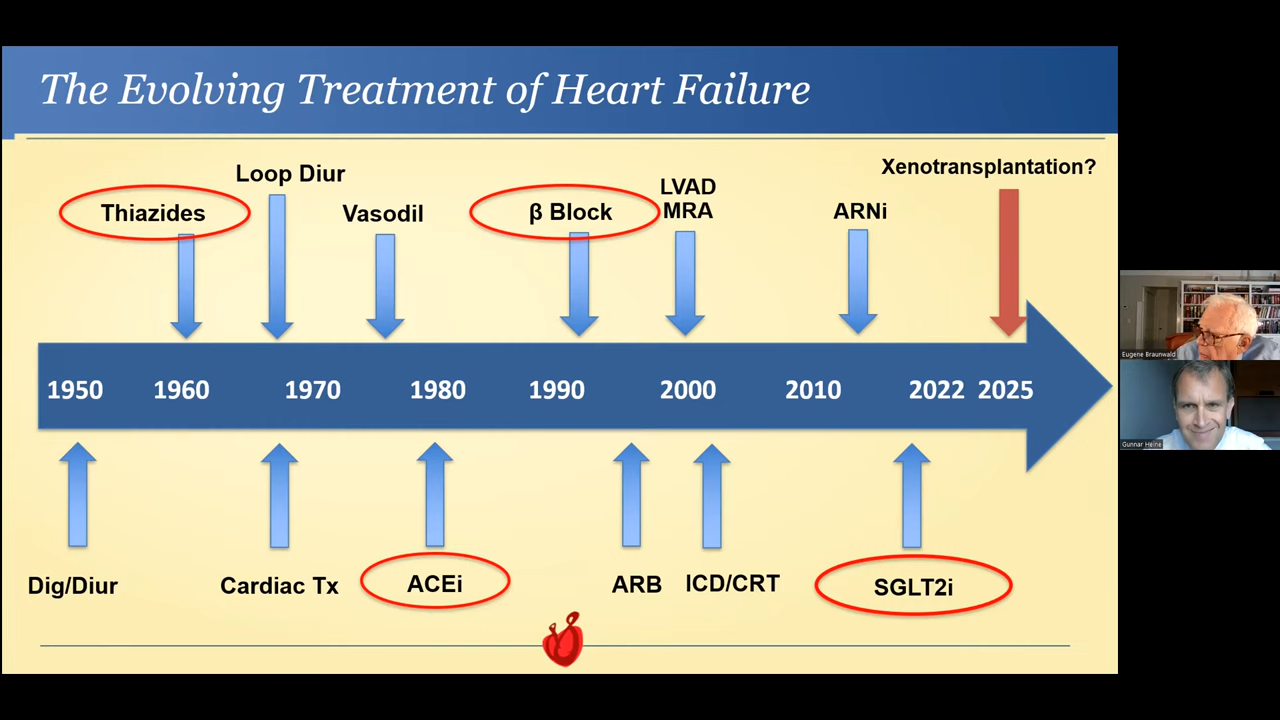 The Evolving Treatment of Heart Failure
Loop Diur
Xenotransplantation?
Thiazides
Vasodil
β Block
LVAD
MRA
ARNi
1950 1960 1970 1980 1990 2000 2010 2022 2025
Dig/Diur
Cardiac Tx
ACEi
ARB
ICD/CRT
SGLT2i
Eugene Braunwald
Gunnar Heine